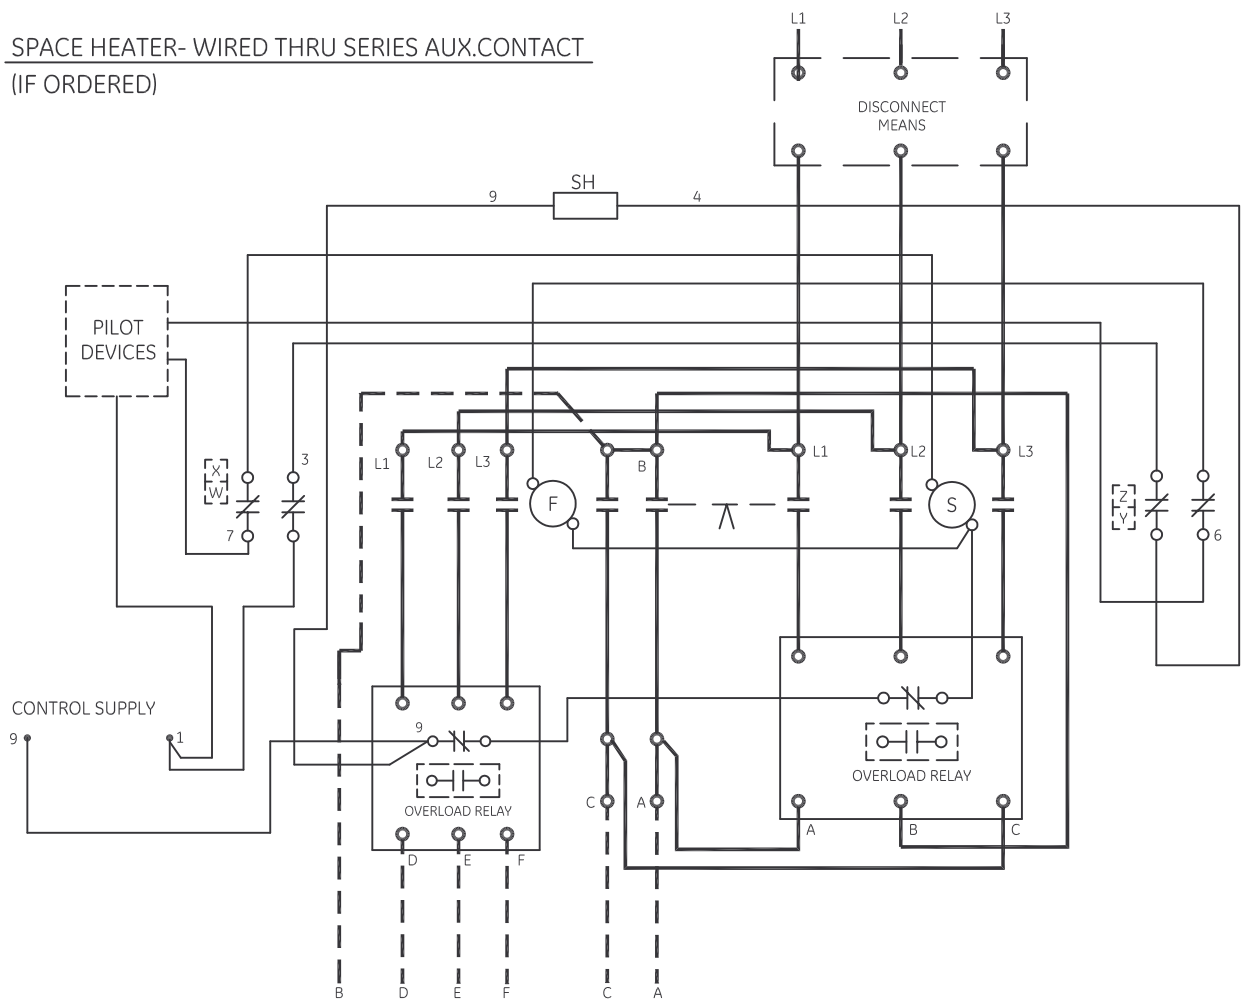 L1 L2 L3
SPACE HEATER- WIRED THRU SERIES AUX.CONTACT
(IF ORDERED)
DISCONNECT
MEANS
SH
9 4
PILOT
DEVICES
L1 L2 L3 B L1 L2 L3
X 3
W
7
F S
Z
Y
6
CONTROL SUPPLY
9 1
9
OVERLOAD RELAY
OVERLOAD RELAY
C A
A B C
D E F
B D E F C A